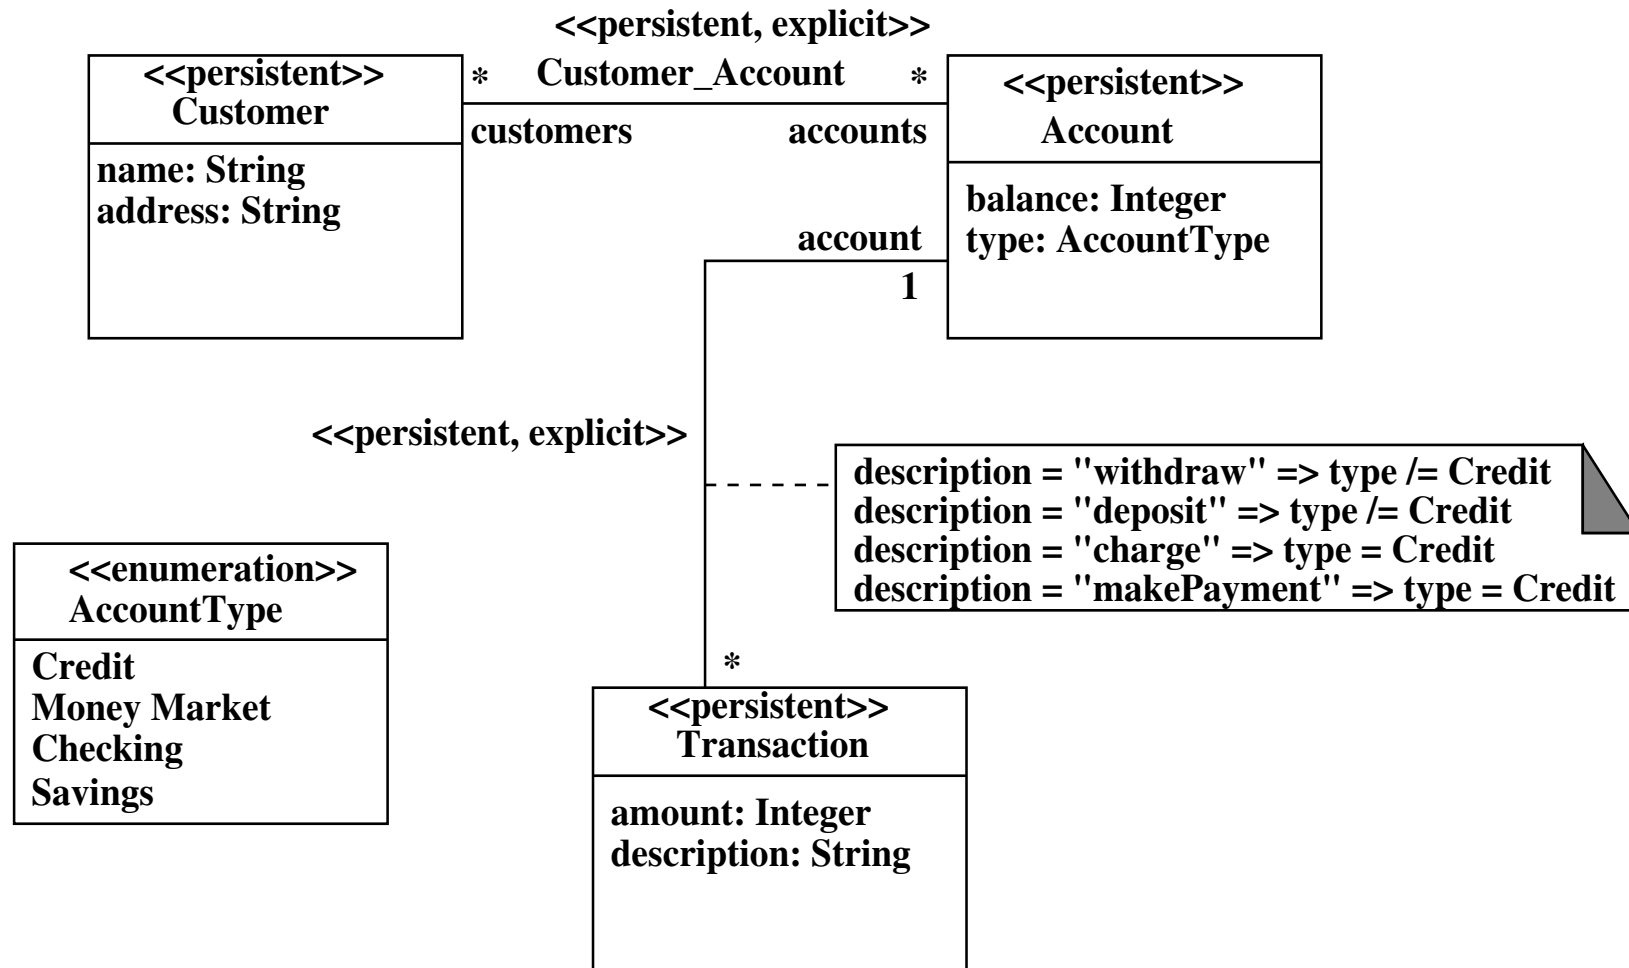 <<persistent, explicit>>
<<persistent>>
Customer
name: String
address: String
* Customer_Account *
customers accounts
<<persistent>>
Account
balance: Integer
type: AccountType
account
1
<<persistent, explicit>>
description = "withdraw" => type /= Credit
description = "deposit" => type /= Credit
description = "charge" => type = Credit
description = "makePayment" => type = Credit
<<enumeration>>
AccountType
Credit
Money Market
Checking
Savings
*
<<persistent>>
Transaction
amount: Integer
description: String